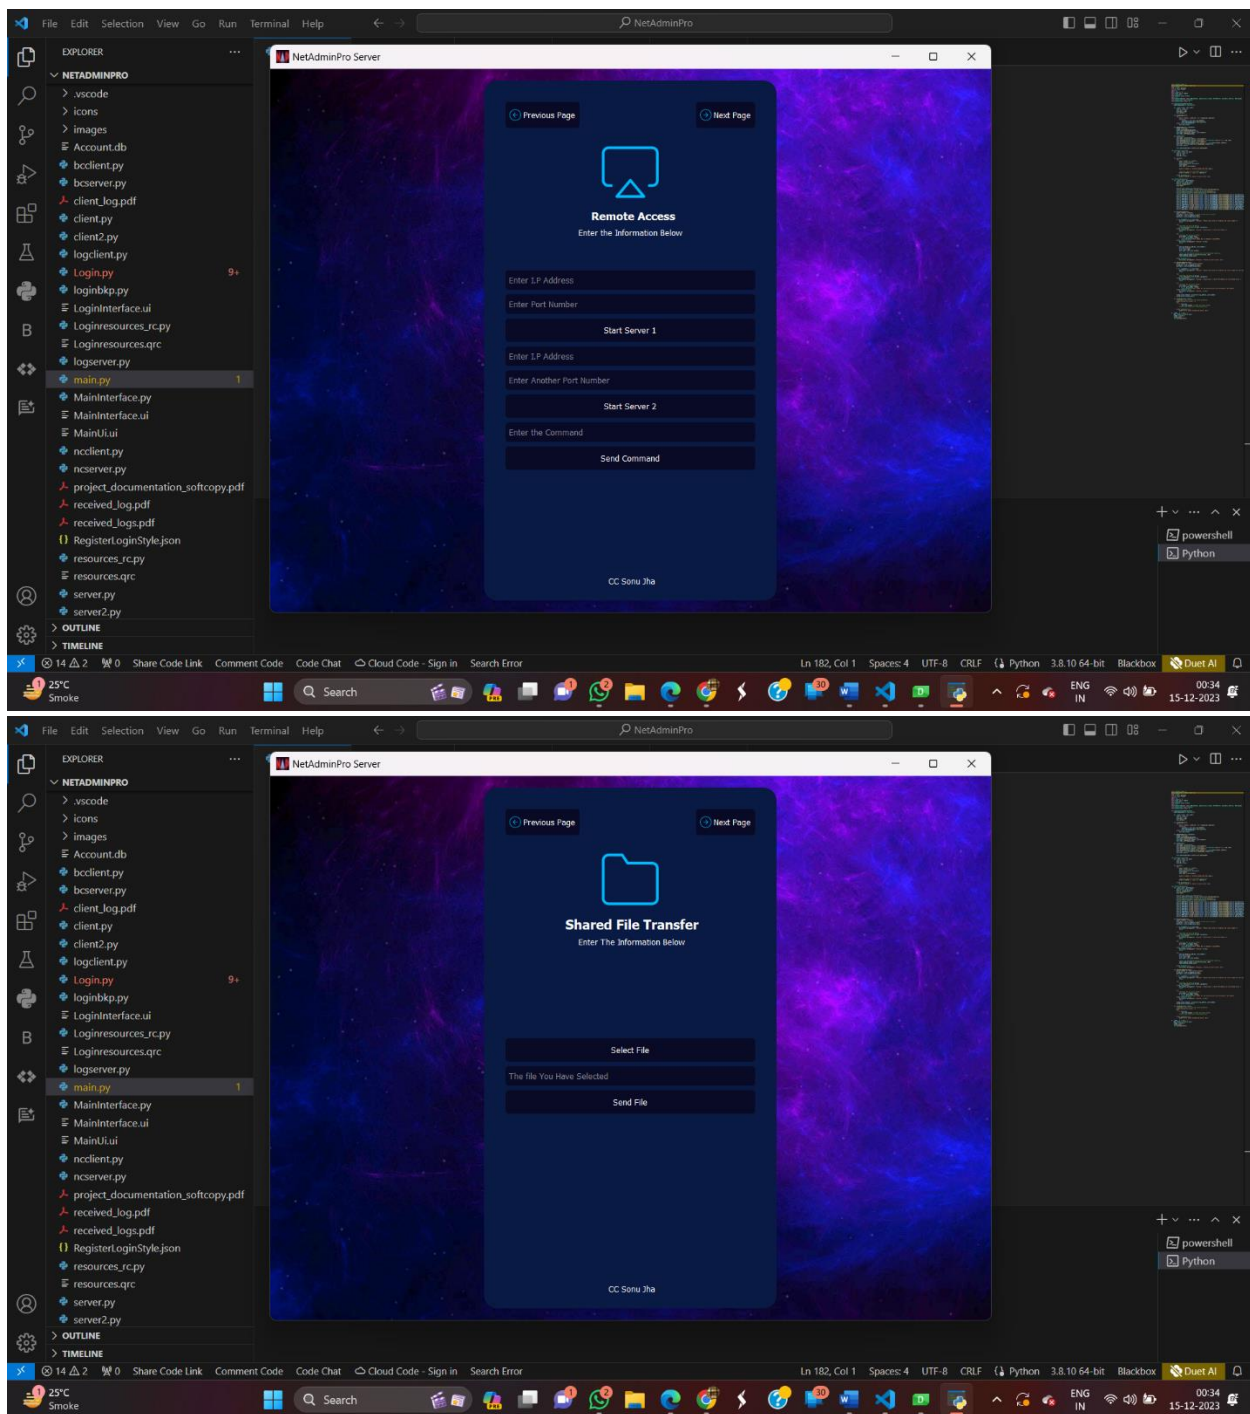 File Edit Selection View Go Run Terminal Help NetAdminPro
EXPLORER
NETADMINPRO
.vscode
icons
images
Account.db
bcclient.py
bcserver.py
client_log.pdf
client.py
client2.py
logclient.py
Login.py 9+
loginbkp.py
LoginInterface.ui
Loginresources_rc.py
Loginresources.qrc
logserver.py
main.py 1
MainInterface.py
MainInterface.ui
MainUi.ui
ncclient.py
ncserver.py
project_documentation_softcopy.pdf
received_log.pdf
received_logs.pdf
RegisterLoginStyle.json
resources_rc.py
resources.qrc
server.py
server2.py
OUTLINE
TIMELINE
NetAdminPro Server
Previous Page Next Page
Remote Access
Enter the Information Below
Enter I.P Address
Enter Port Number
Start Server 1
Enter I.P Address
Enter Another Port Number
Start Server 2
Enter the Command
Send Command
CC Sonu Jha
powershell
Python
14 2 0 Share Code Link Comment Code Code Chat Cloud Code - Sign in Search Error Ln 182, Col 1 Spaces: 4 UTF-8 CRLF Python 3.8.10 64-bit Blackbox Duet AI
1 25°C
Smoke
Search
30
ENG
IN
00:34
15-12-2023
File Edit Selection View Go Run Terminal Help NetAdminPro
EXPLORER
NETADMINPRO
.vscode
icons
images
Account.db
bcclient.py
bcserver.py
client_log.pdf
client.py
client2.py
logclient.py
Login.py 9+
loginbkp.py
LoginInterface.ui
Loginresources_rc.py
Loginresources.qrc
logserver.py
main.py 1
MainInterface.py
MainInterface.ui
MainUi.ui
ncclient.py
ncserver.py
project_documentation_softcopy.pdf
received_log.pdf
received_logs.pdf
RegisterLoginStyle.json
resources_rc.py
resources.qrc
server.py
server2.py
OUTLINE
TIMELINE
NetAdminPro Server
Previous Page Next Page
Shared File Transfer
Enter The Information Below
Select File
The file You Have Selected
Send File
CC Sonu Jha
powershell
Python
14 2 0 Share Code Link Comment Code Code Chat Cloud Code - Sign in Search Error Ln 182, Col 1 Spaces: 4 UTF-8 CRLF Python 3.8.10 64-bit Blackbox Duet AI
1 25°C
Smoke
Search
30
ENG
IN
00:34
15-12-2023